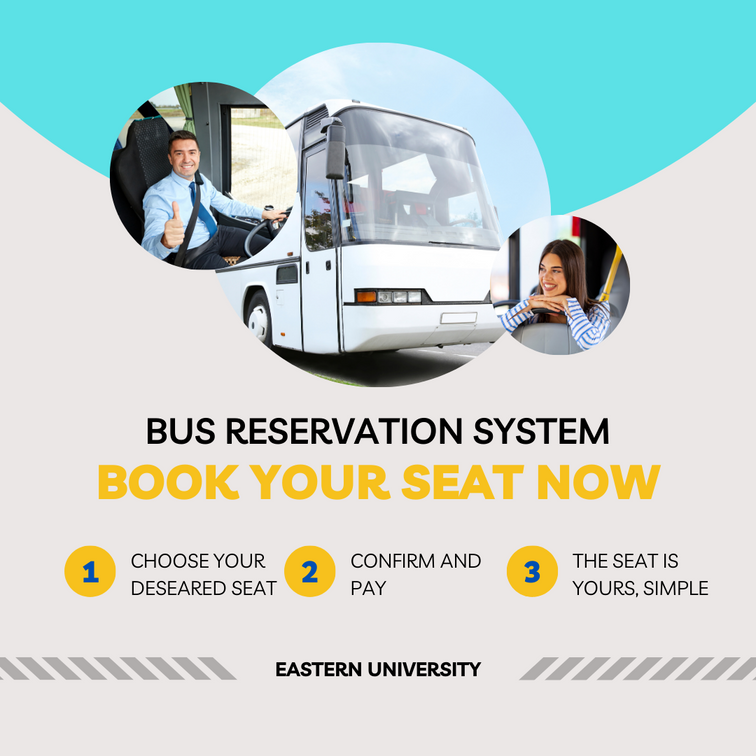 BUS RESERVATION SYSTEM
BOOK YOUR SEAT NOW
1
CHOOSE YOUR
DESEARED SEAT
2
CONFIRM AND
PAY
3
THE SEAT IS
YOURS, SIMPLE
EASTERN UNIVERSITY